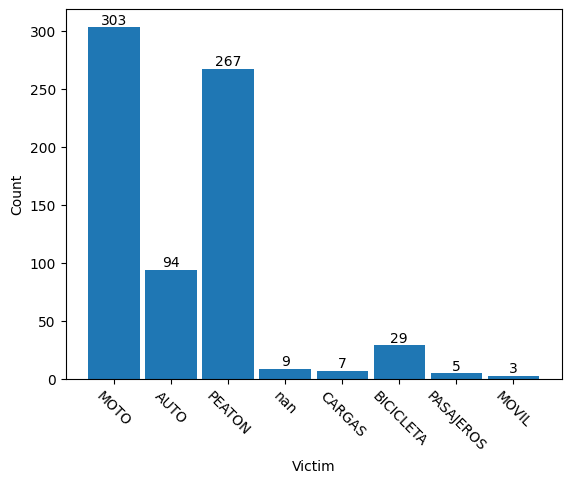 303
300
267
250
200
150
100
94
50
29
9
7
5
3
0
Count
MOTO
AUTO
PEATON
nan
CARGAS
BICICLETA
PASAJEROS
MOVIL
Victim